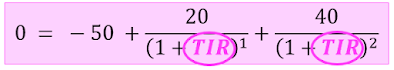 0 = − 50 + 20/(1 + TIR)¹ + 40/(1 + TIR)²